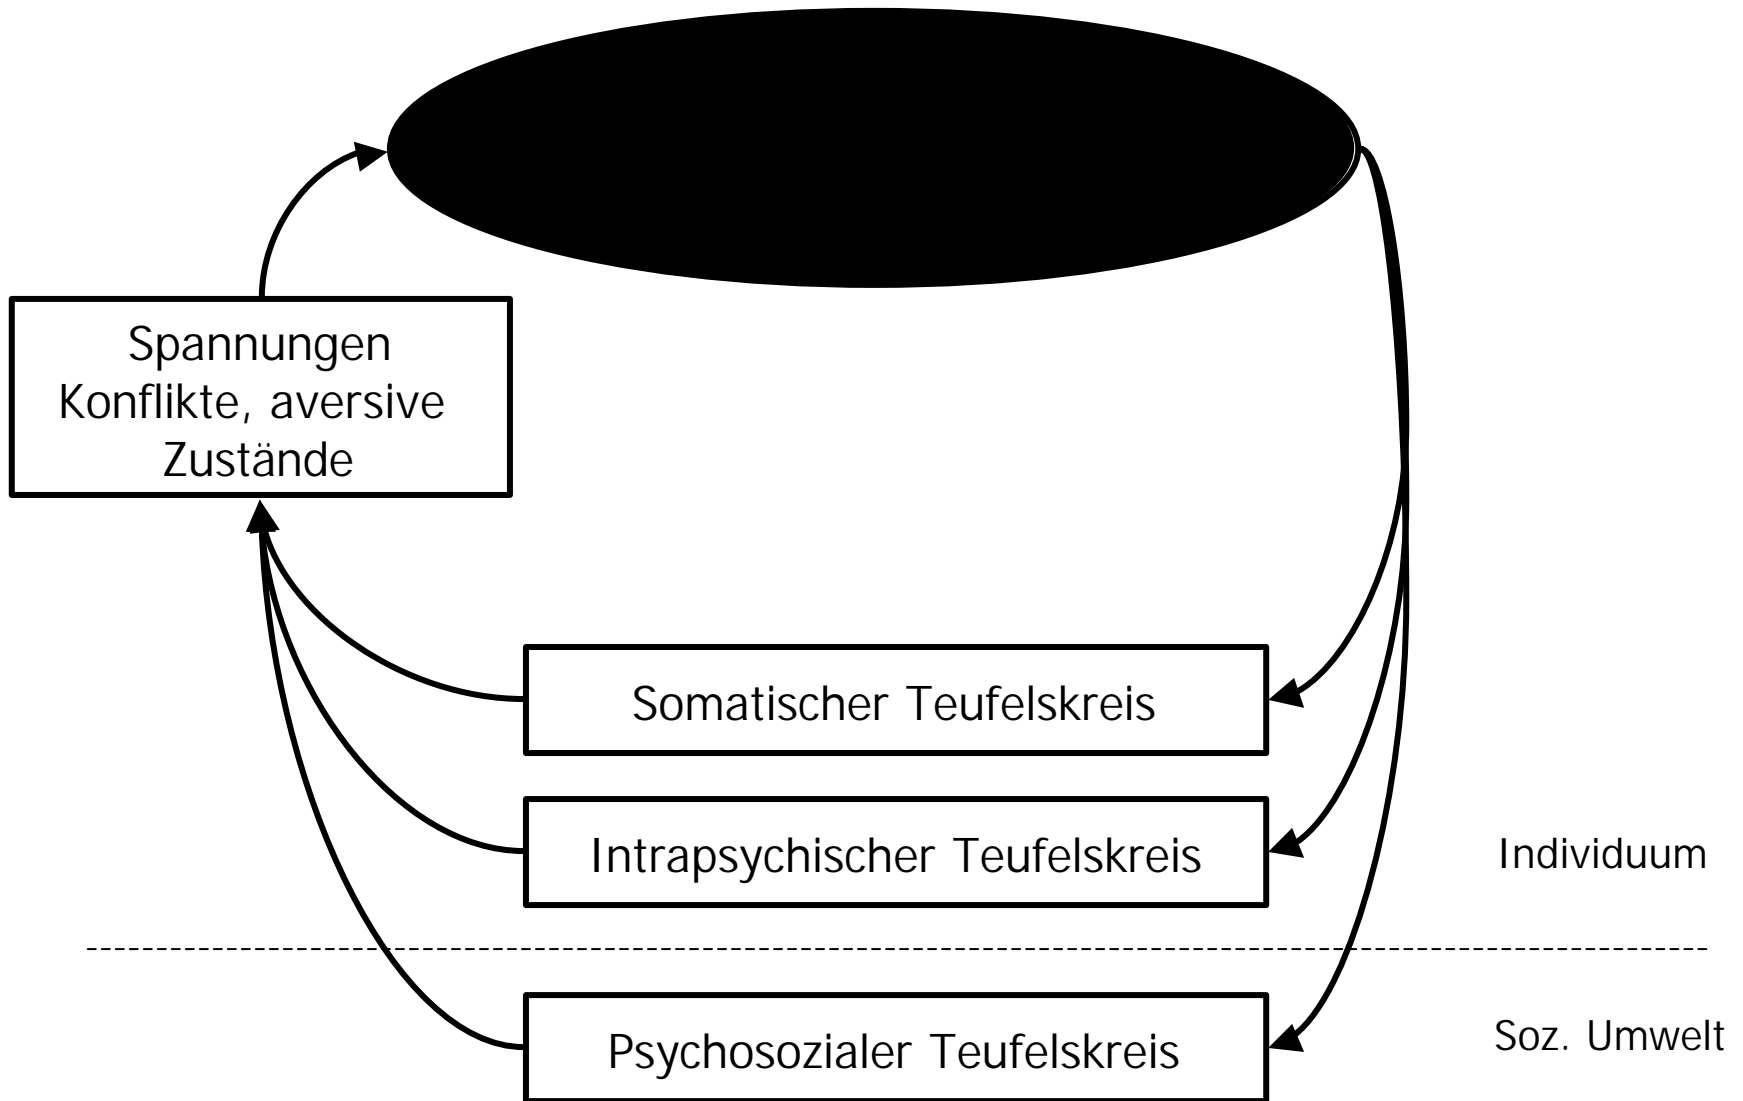 Spannungen
Konflikte, aversive
Zustände
Somatischer Teufelskreis
Intrapsychischer Teufelskreis
Individuum
Psychosozialer Teufelskreis
Soz. Umwelt